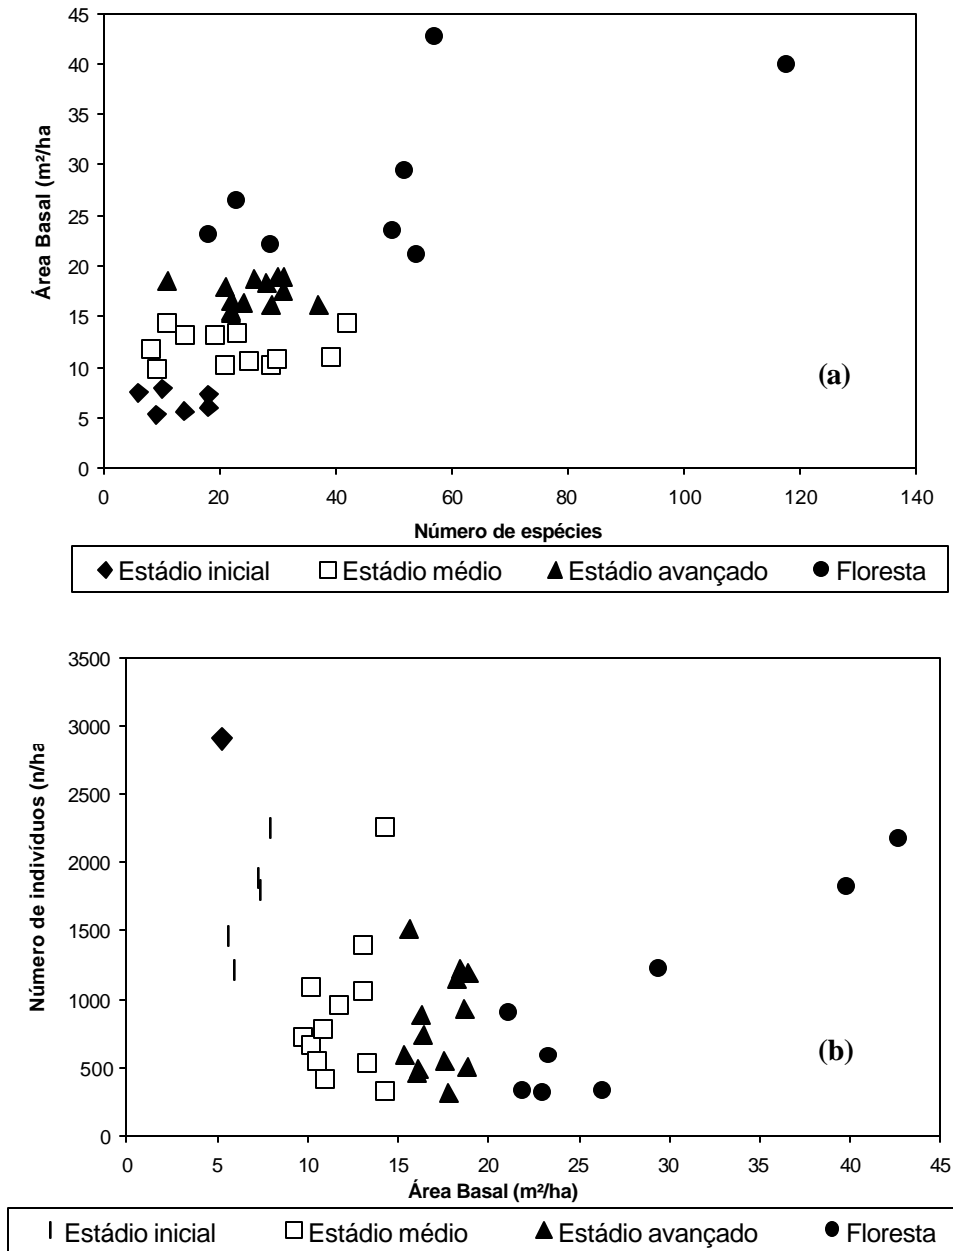 45
40
35
30
25
20
15
10
5
0
Área Basal (m²/ha
(a)
0 20 40 60 80 100 120 140
Número de espécies
Estádio inicial Estádio médio Estádio avançado Floresta
3500
3000
2500
2000
1500
1000
500
0
Número de indivíduos (n/ha
(b)
0 5 10 15 20 25 30 35 40 45
Área Basal (m²/ha)
Estádio inicial Estádio médio Estádio avançado Floresta